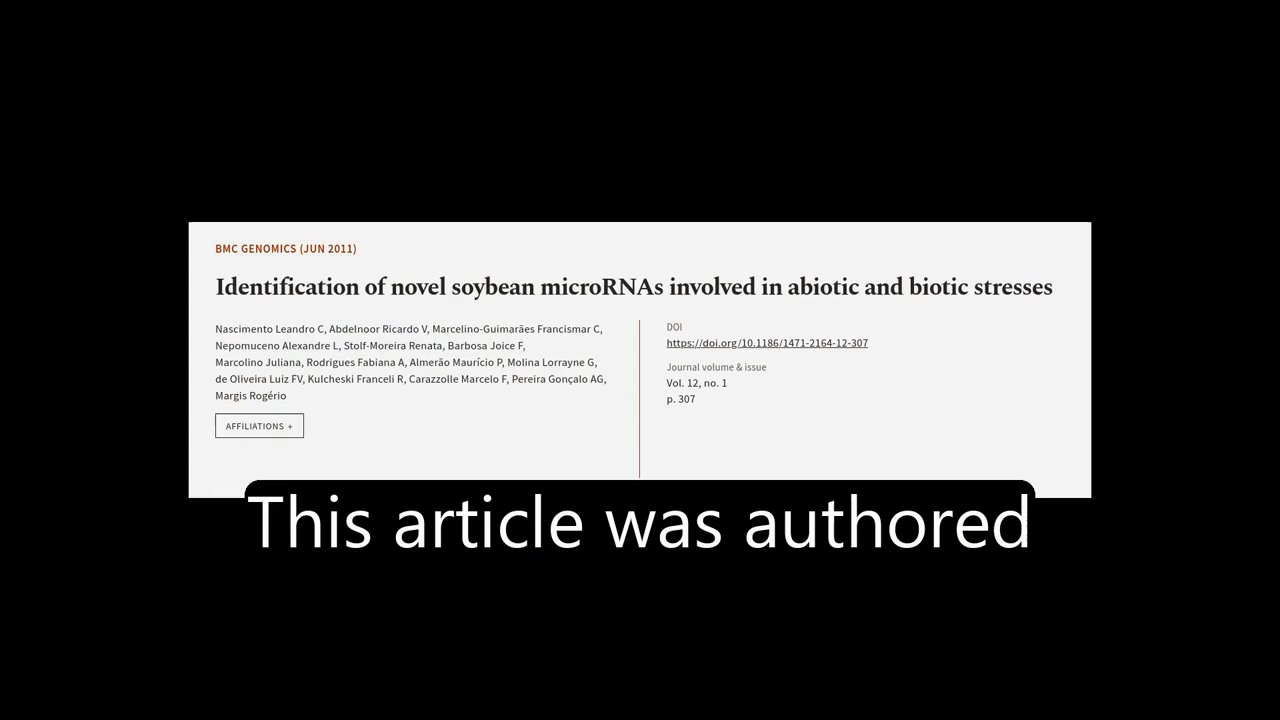 BMC GENOMICS (JUN 2011)
Identification of novel soybean microRNAs involved in abiotic and biotic stresses
Nascimento Leandro C, Abdelnoor Ricardo V, Marcelino-Guimarães Francismar C,
Nepomuceno Alexandre L, Stolf-Moreira Renata, Barbosa Joice F,
Marcolino Juliana, Rodrigues Fabiana A, Almerão Maurício P, Molina Lorrayne G,
de Oliveira Luiz FV, Kulcheski Franceli R, Carazzolle Marcelo F, Pereira Gonçalo AG,
Margis Rogério
AFFILIATIONS +
DOI
https://doi.org/10.1186/1471-2164-12-307
Journal volume & issue
Vol. 12, no. 1
p. 307
This article was authored